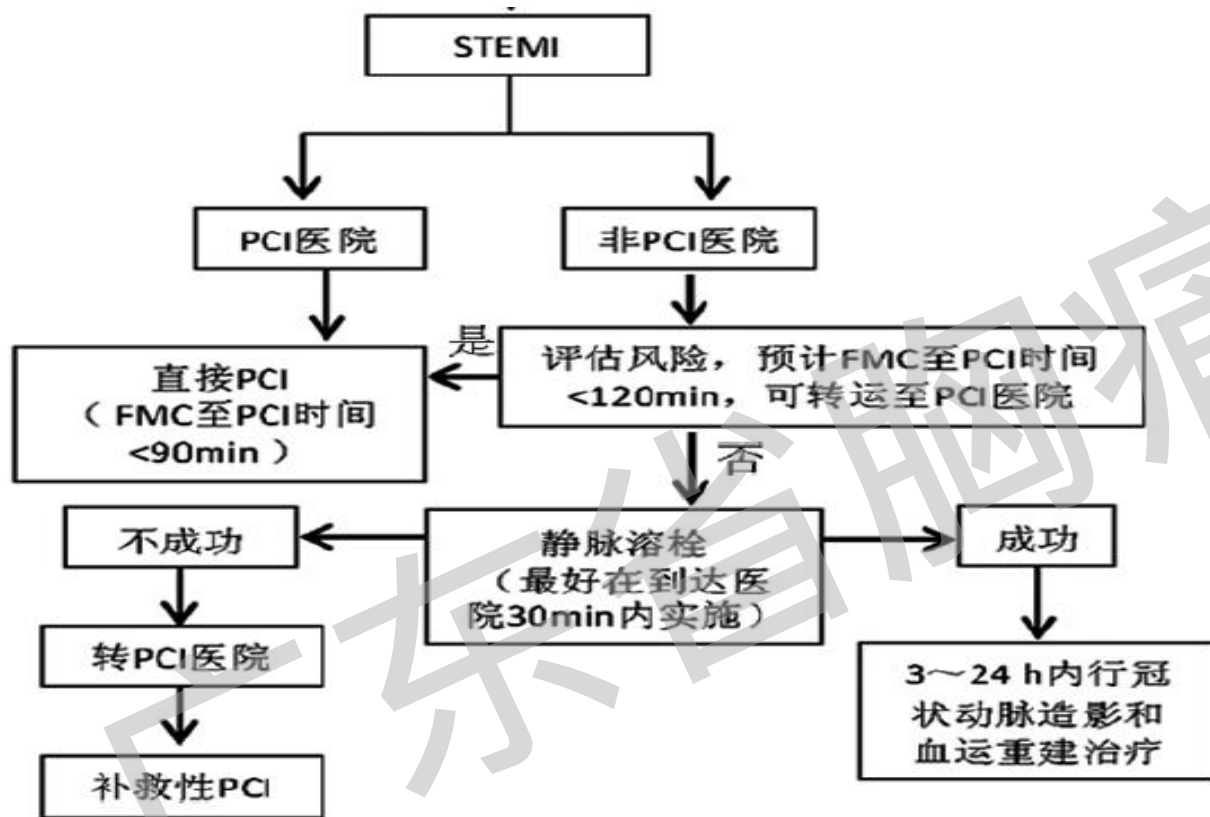 STEMI
PCI医院
非PCI医院
直接PCI
（ FMC至PCI时间
<90min ）
是
评估风险， 预计FMC至PCI时间
<120min，可转运至PCI医院
否
不成功
静脉溶栓
（最好在到达医
院30min内实施）
成功
转PCI医院
补救性PCI
3～24 h内行冠
状动脉造影和
血运重建治疗
广东省胸痛